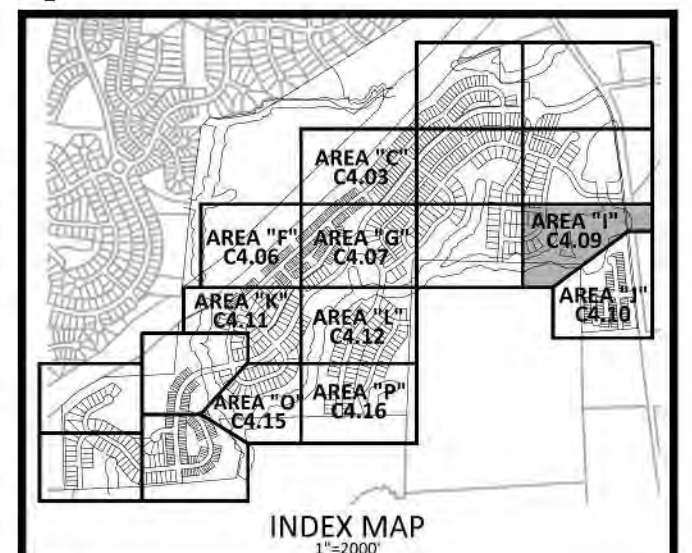 AREA "C"
C4.03
AREA "F"
C4.06
AREA "G"
C4.07
AREA "I"
C4.09
AREA "K"
C4.11
AREA "L"
C4.12
AREA "J"
C4.10
AREA "O"
C4.15
AREA "P"
C4.16
INDEX MAP
1"=2000'